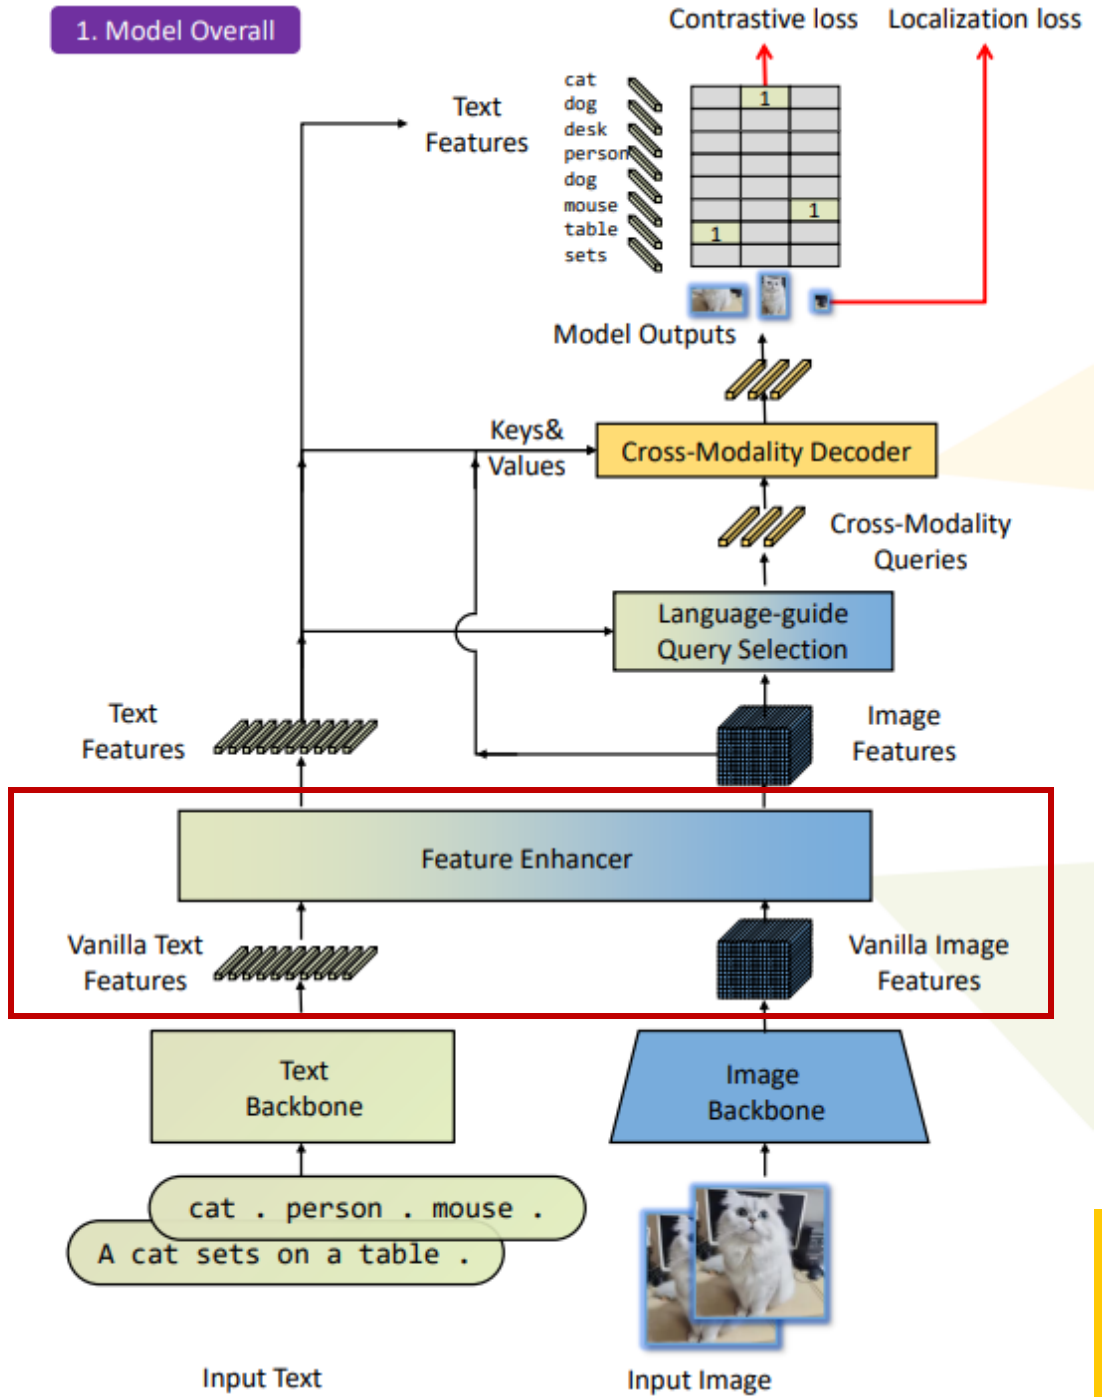 1. Model Overall
Contrastive loss
Localization loss
Text
Features
cat
dog
desk
person
dog
mouse
table
sets
1
1
1
Model Outputs
Keys&
Values
Cross-Modality Decoder
Cross-Modality
Queries
Language-guide
Query Selection
Text
Features
Image
Features
Feature Enhancer
Vanilla Text
Features
Vanilla Image
Features
Text
Backbone
Image
Backbone
cat . person . mouse .
A cat sets on a table .
Input Text
Input Image